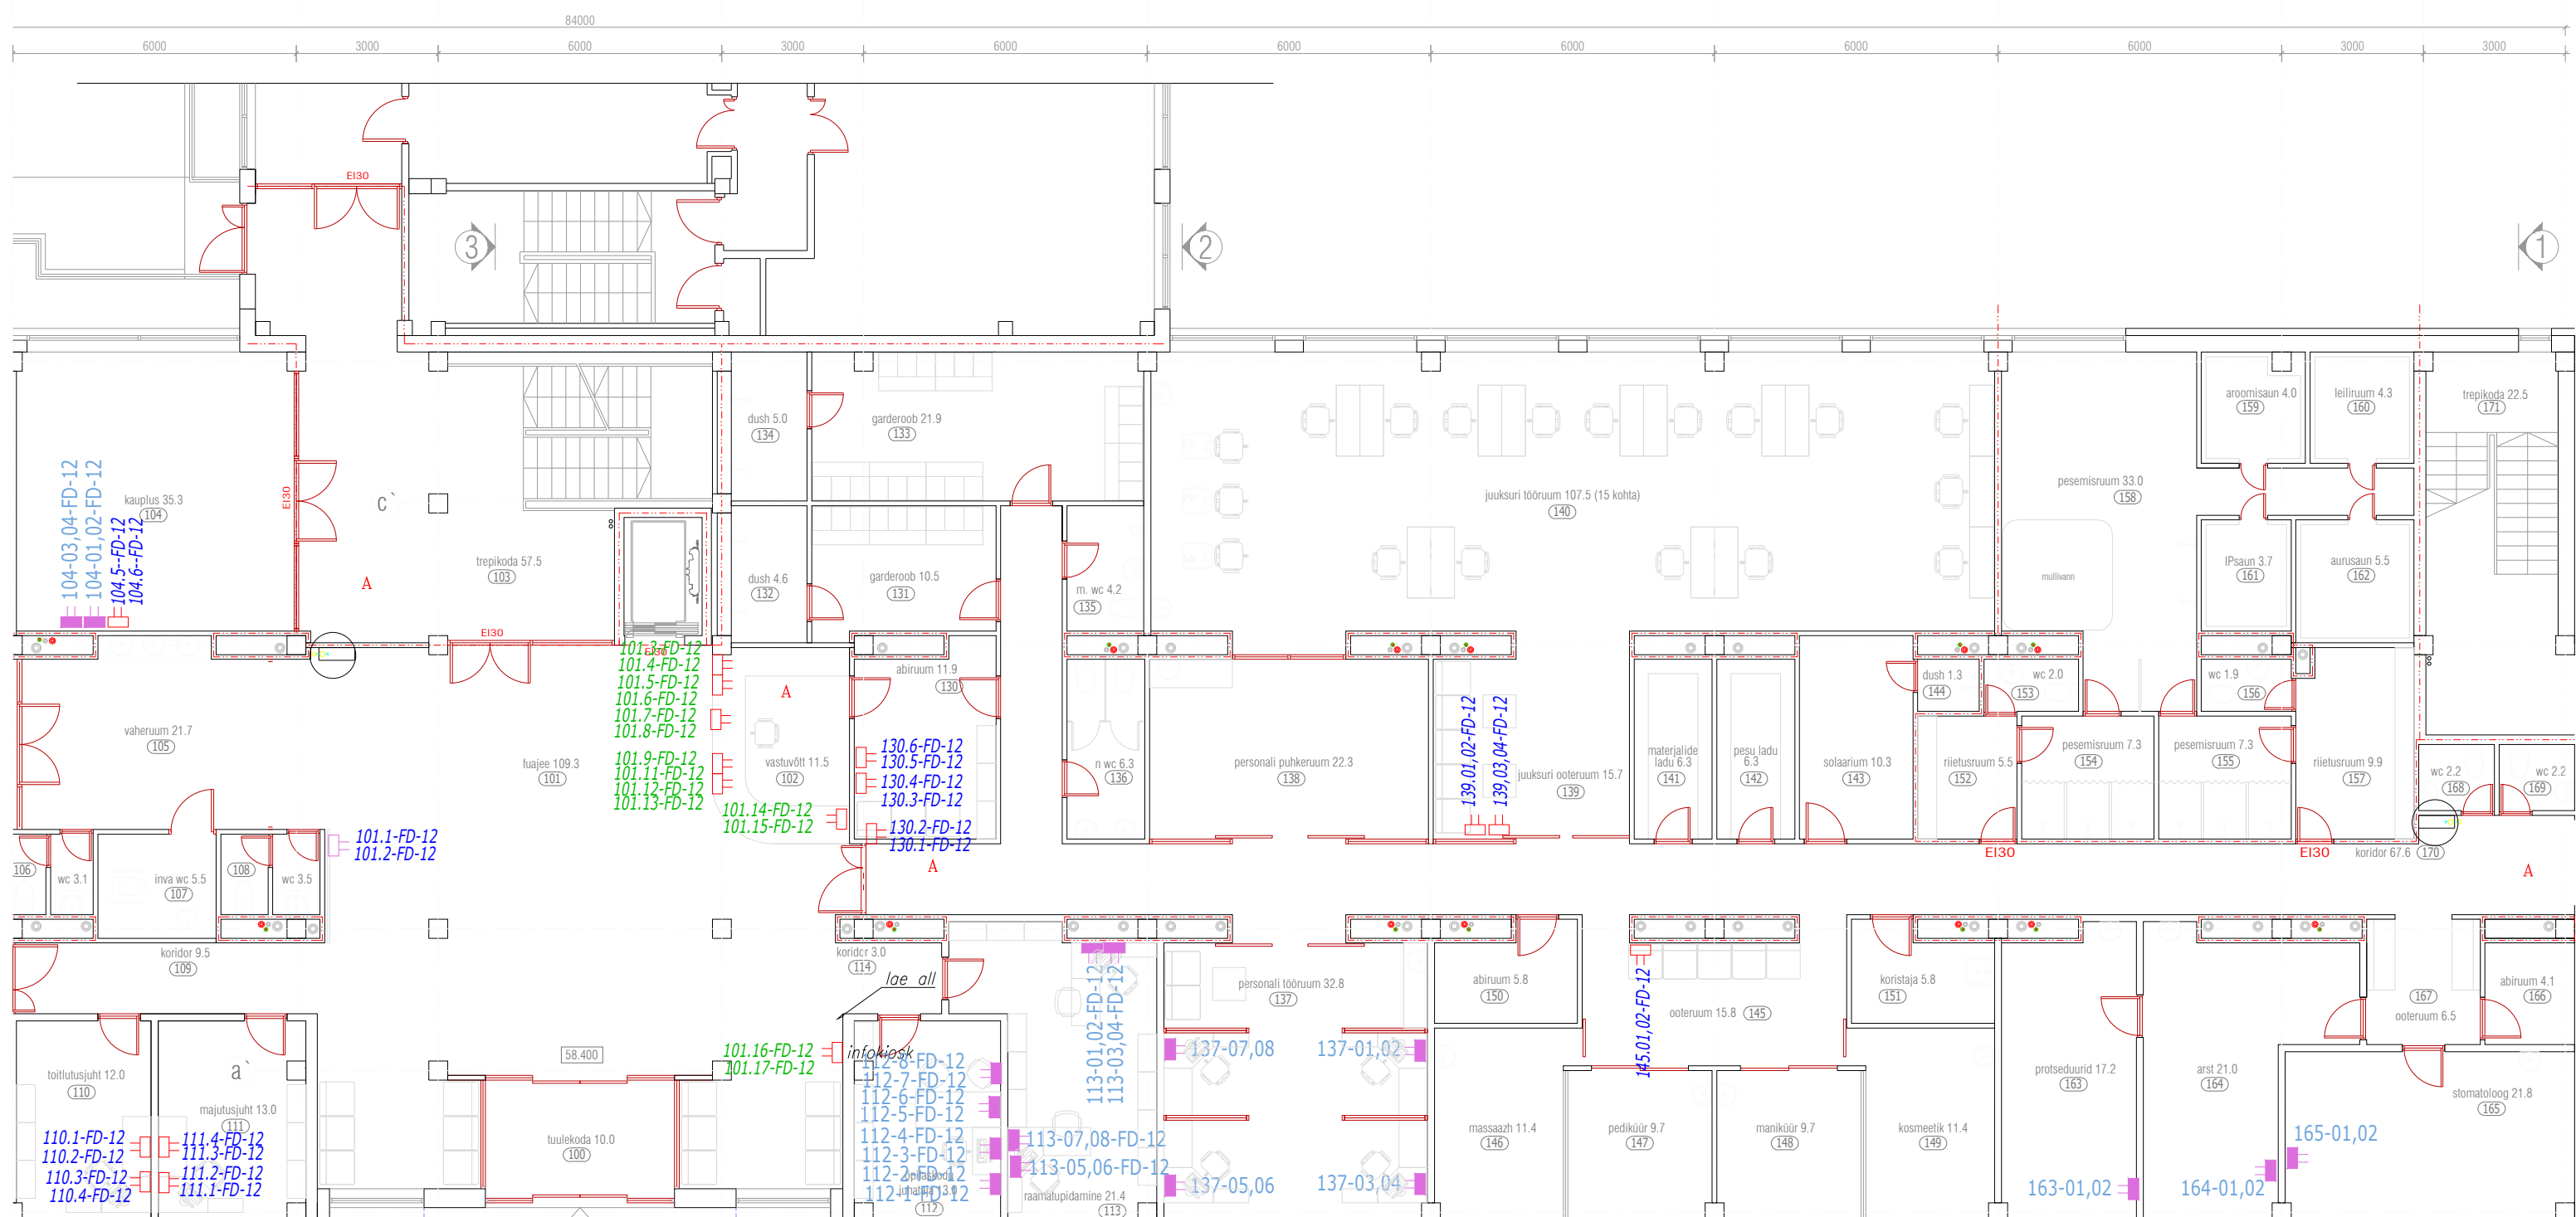 84000
6000
3000
6000
3000
6000
6000
6000
6000
6000
3000
3000
EI30
3
2
1
kauplus 35.3
104
104-03,04-FD-12
104-01,02-FD-12
104.5--FD-12
104.6--FD-12
EI30
c`
A
trepikoda 57.5
103
EI30
dush 5.0
134
garderoob 21.9
133
dush 4.6
132
garderoob 10.5
131
m. wc 4.2
135
juuksuri tööruum 107.5 (15 kohta)
140
pesemisruum 33.0
158
mullivann
aroomisaun 4.0
159
leiliruum 4.3
160
trepikoda 22.5
171
IPsaun 3.7
161
aurusaun 5.5
162
vaheruum 21.7
105
fuajee 109.3
101
EI30
101.3-FD-12
101.4-FD-12
101.5-FD-12
101.6-FD-12
101.7-FD-12
101.8-FD-12
101.9-FD-12
101.11-FD-12
101.12-FD-12
101.13-FD-12
101.14-FD-12
101.15-FD-12
A
vastuvõtt 11.5
102
abiruum 11.9
130
130.6-FD-12
130.5-FD-12
130.4-FD-12
130.3-FD-12
130.2-FD-12
130.1-FD-12
A
n wc 6.3
136
personali puhkeruum 22.3
138
139.01,02-FD-12
139,03,04-FD-12
juuksuri ooteruum 15.7
139
materjalide
ladu 6.3
141
pesu ladu
6.3
142
solaarium 10.3
143
dush 1.3
144
wc 2.0
153
riietusruum 5.5
152
pesemisruum 7.3
154
pesemisruum 7.3
155
wc 1.9
156
riietusruum 9.9
157
wc 2.2
168
wc 2.2
169
EI30
EI30
koridor 67.6
170
A
101.1-FD-12
101.2-FD-12
106
wc 3.1
inva wc 5.5
107
108
wc 3.5
koridor 9.5
109
koridor 3.0
114
lae all
infokiosk
101.16-FD-12
101.17-FD-12
58.400
a`
toitlutusjuht 12.0
110
110.1-FD-12
110.2-FD-12
110.3-FD-12
110.4-FD-12
majutusjuht 13.0
111
111.4-FD-12
111.3-FD-12
111.2-FD-12
111.1-FD-12
tuulekoda 10.0
100
112-8-FD-12
112-7-FD-12
112-6-FD-12
112-5-FD-12
112-4-FD-12
112-3-FD-12
112-2-FD-12
112-1-FD-12
112
113-01,02-FD-12
113-03,04-FD-12
113-07,08-FD-12
113-05,06-FD-12
raamatupidamine 21.4
113
personali tööruum 32.8
137
137-07,08
137-01,02
137-05,06
137-03,04
abiruum 5.8
150
145.01,02-FD-12
ooteruum 15.8
145
koristaja 5.8
151
massaazh 11.4
146
pediküür 9.7
147
maniküür 9.7
148
kosmeetik 11.4
149
protseduurid 17.2
163
163-01,02
arst 21.0
164
164-01,02
167
ooteruum 6.5
abiruum 4.1
166
stomatoloog 21.8
165
165-01,02